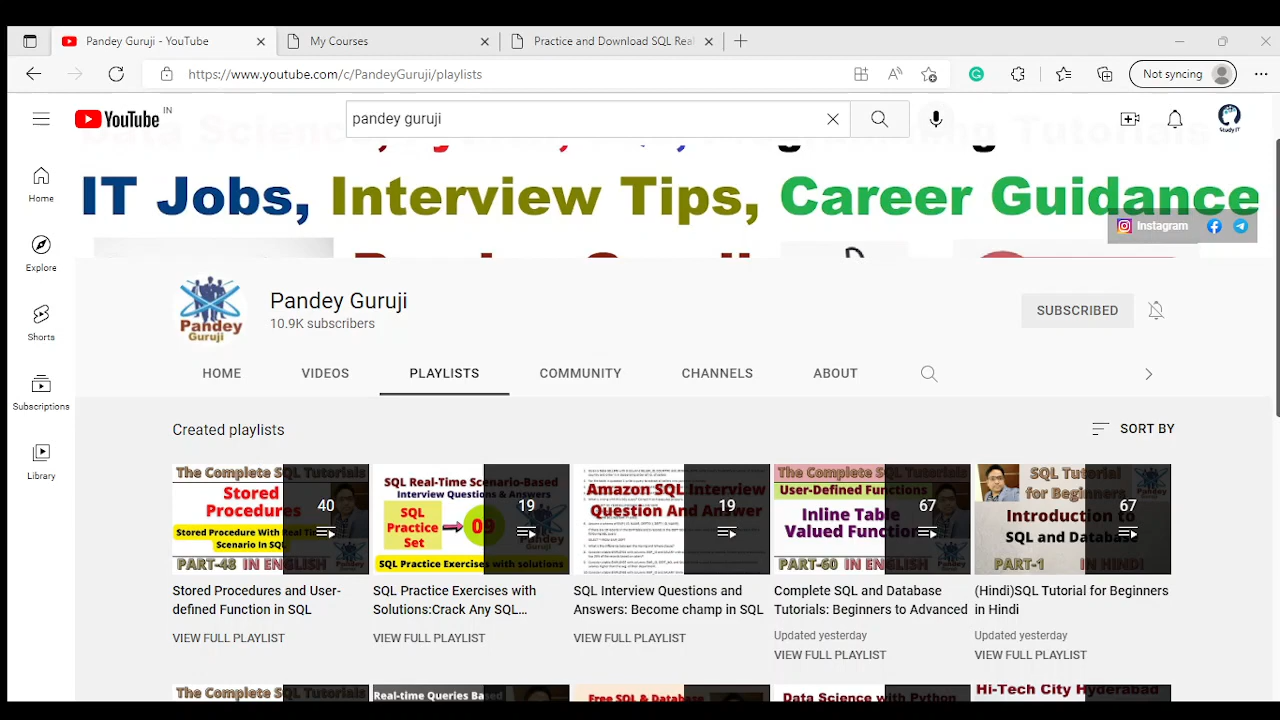 Pandey Guruji - YouTube
My Courses
Practice and Download SQL Rea
https://www.youtube.com/c/PandeyGuruji/playlists
Not syncing
YouTube IN
pandey guruji
Study IT
IT Jobs, Interview Tips, Career Guidance
Instagram
Home
Explore
Shorts
Subscriptions
Library
Pandey Guruji
Pandey Guruji
10.9K subscribers
SUBSCRIBED
HOME VIDEOS PLAYLISTS COMMUNITY CHANNELS ABOUT
Created playlists
SORT BY
The Complete SQL Tutorials
Stored
Procedures
Stored Procedure With Real Ti
Scenario In SQL
PART-48 IN ENGLISH
40
SQL Real-Time Scenario-Based
Interview Questions & Answers
SQL
Practice
Set
09
SQL Practice Exercises with solutions
19
Amazon SQL Interview
Question And Answer
19
The Complete SQL Tutorials
User-Defined Functions
Inline Table
Valued Function
PART-60 IN ENGLISH
67
SQL Tutorial
Beginner
Introduction to
SQL and Database
HINDI
67
Stored Procedures and User-
defined Function in SQL
VIEW FULL PLAYLIST
SQL Practice Exercises with
Solutions:Crack Any SQL...
VIEW FULL PLAYLIST
SQL Interview Questions and
Answers: Become champ in SQL
VIEW FULL PLAYLIST
Complete SQL and Database
Tutorials: Beginners to Advanced
Updated yesterday
VIEW FULL PLAYLIST
(Hindi)SQL Tutorial for Beginners
in Hindi
Updated yesterday
VIEW FULL PLAYLIST
The Complete SQL Tutorials
Real-time Queries Based
Free SQL & Database
Data Science with Python
Hi-Tech City Hyderabad